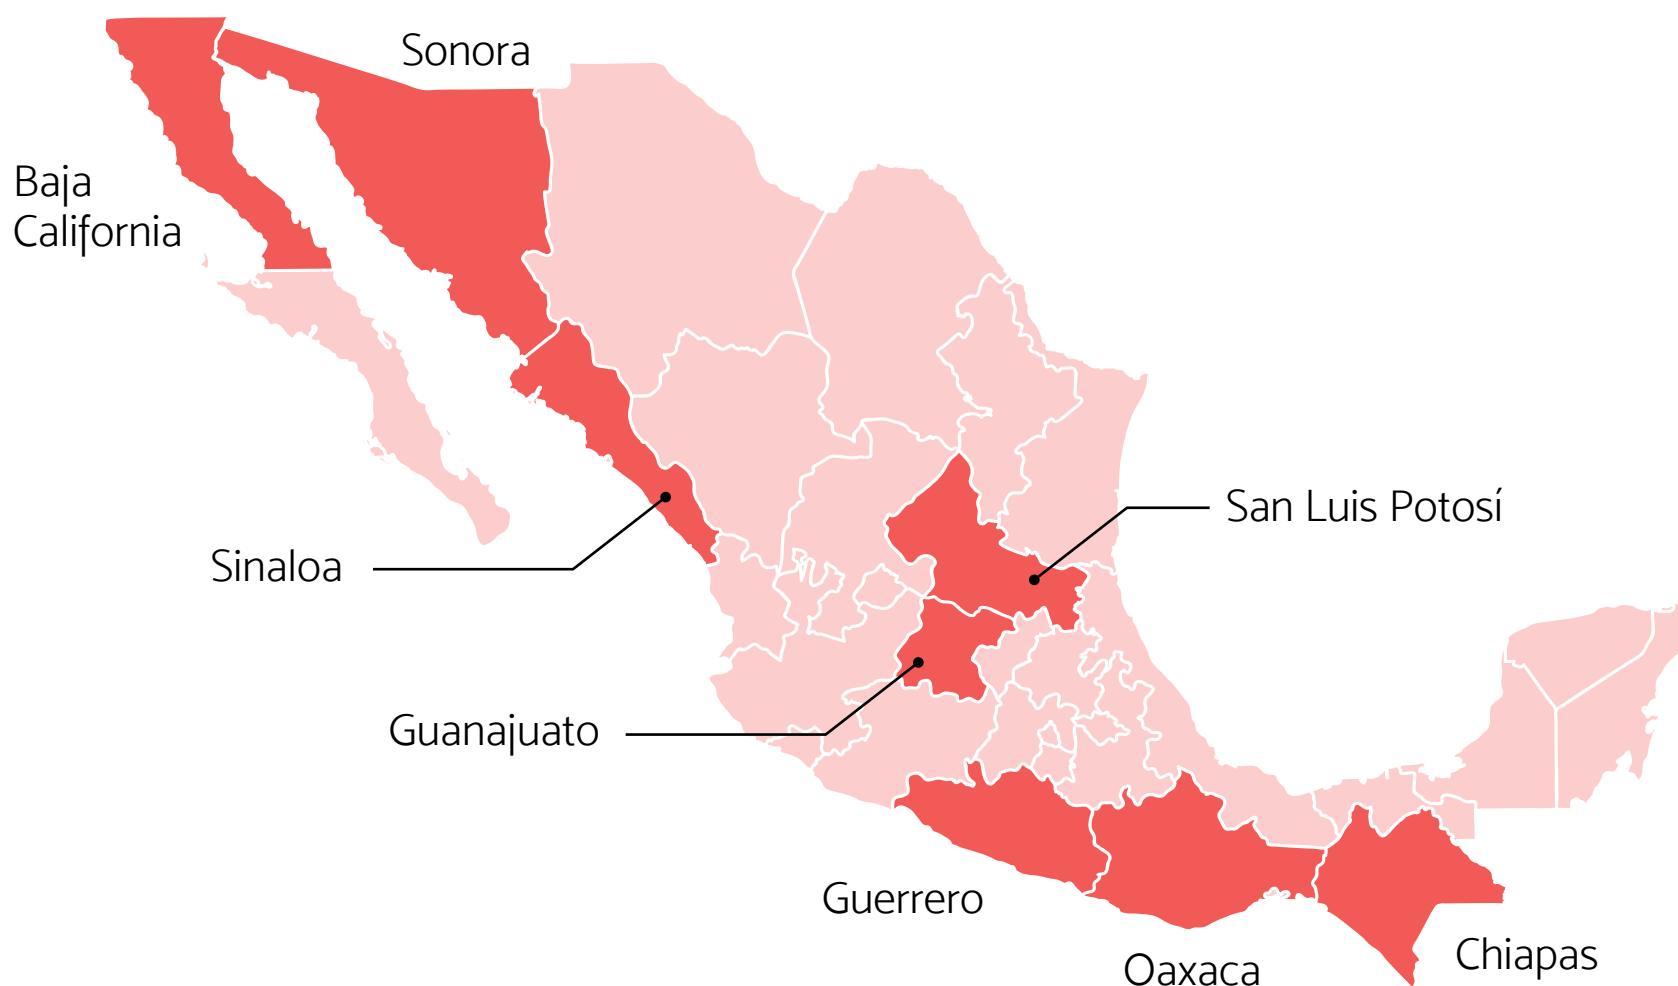 Sonora
Baja
California
San Luis Potosí
Sinaloa
Guanajuato
Guerrero
Oaxaca
Chiapas